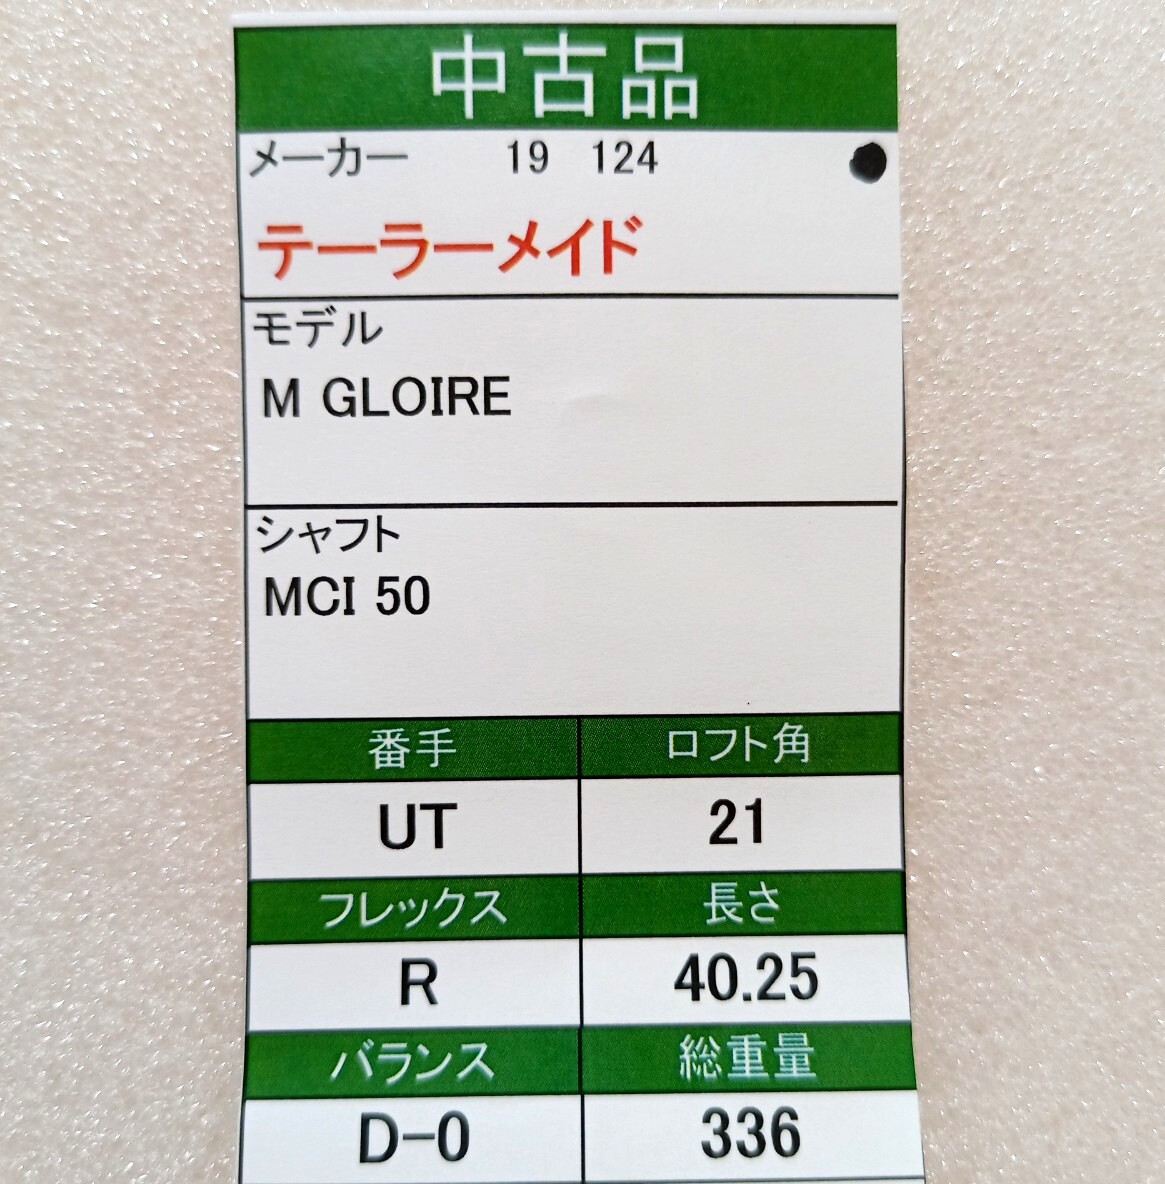 中古品
メーカー 19 124
テーラーメイド
モデル
M GLOIRE
シャフト
MCI 50
番手 ロフト角
UT 21
フレックス 長さ
R 40.25
バランス 総重量
D-0 336